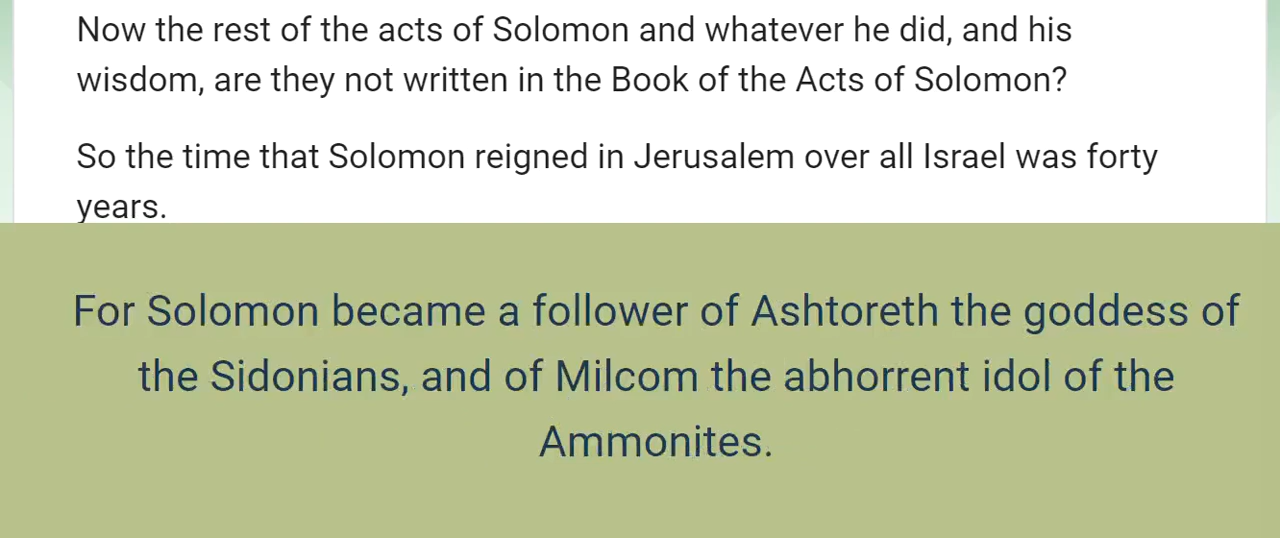 Now the rest of the acts of Solomon and whatever he did, and his
wisdom, are they not written in the Book of the Acts of Solomon?
So the time that Solomon reigned in Jerusalem over all Israel was forty
years.
For Solomon became a follower of Ashtoreth the goddess of
the Sidonians, and of Milcom the abhorrent idol of the
Ammonites.